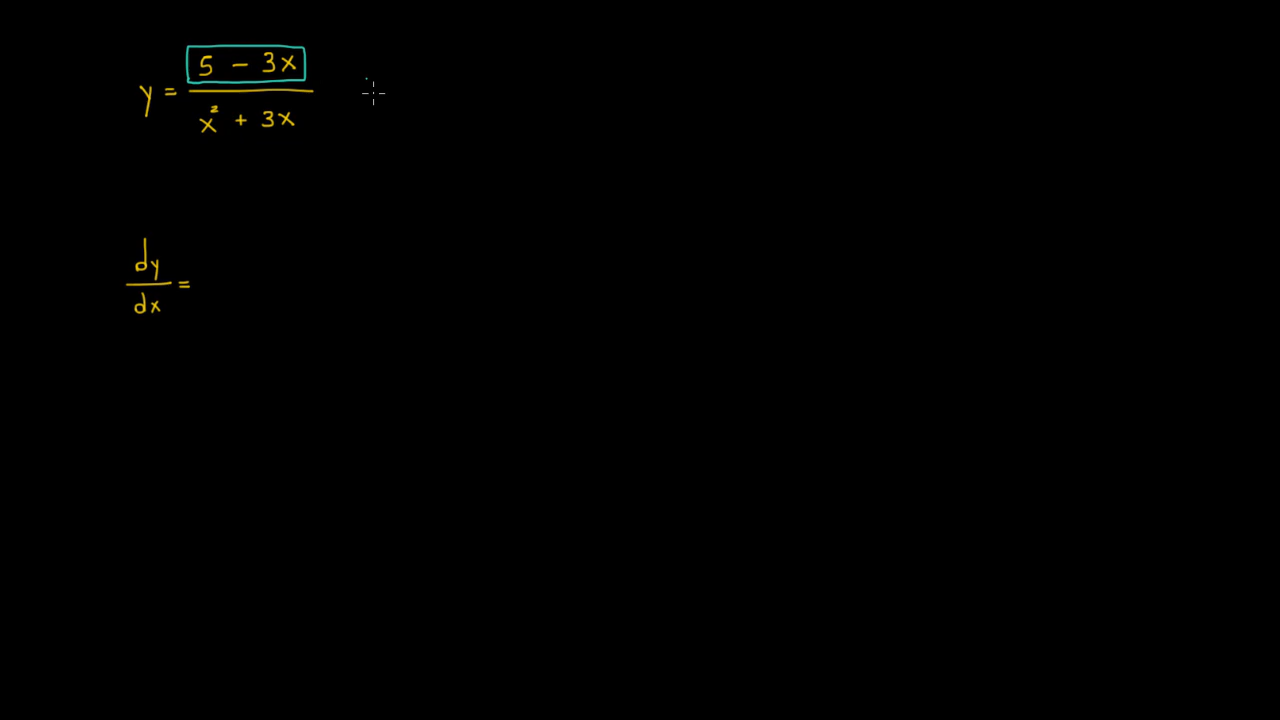 y = (5 - 3x) / (x² + 3x)
dy/dx =